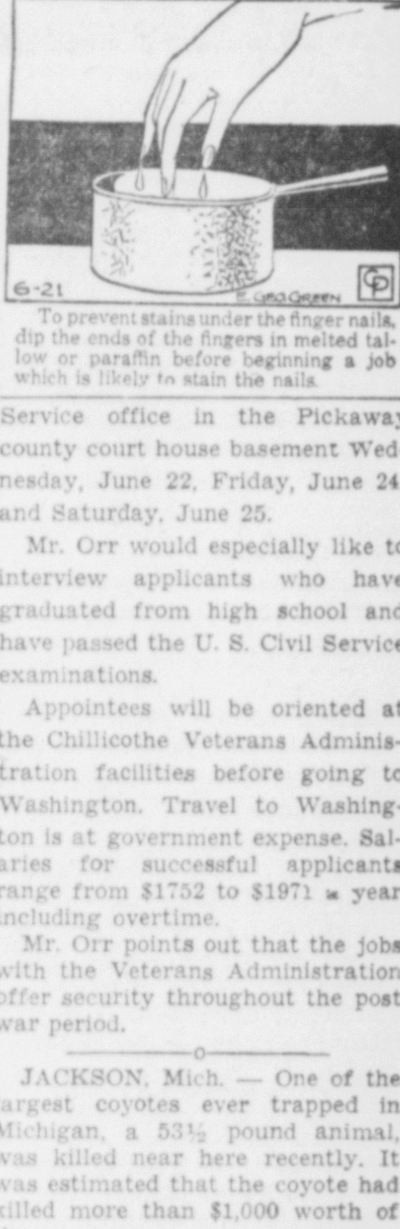 6-21
E. GEO. GREEN
CP
To prevent stains under the finger nails,
dip the ends of the fingers in melted tal-
low or paraffin before beginning a job
which is likely to stain the nails.
Service office in the Pickaway
county court house basement Wed-
nesday, June 22, Friday, June 24
and Saturday, June 25.
Mr. Orr would especially like to
interview applicants who have
graduated from high school and
have passed the U. S. Civil Service
examinations.
Appointees will be oriented at
the Chillicothe Veterans Adminis-
tration facilities before going to
Washington. Travel to Washing-
ton is at government expense. Sal-
aries for successful applicants
range from $1752 to $1971 a year
including overtime.
Mr. Orr points out that the jobs
with the Veterans Administration
offer security throughout the post
war period.
o
JACKSON, Mich. — One of the
largest coyotes ever trapped in
Michigan, a 53½ pound animal,
was killed near here recently. It
was estimated that the coyote had
killed more than $1,000 worth of